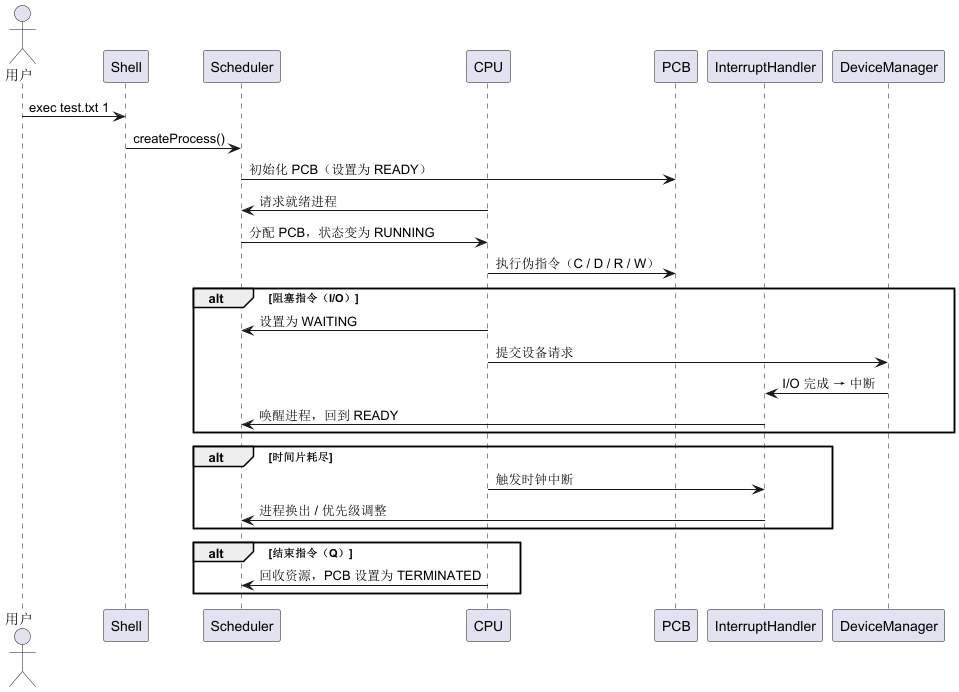 用户
Shell
Scheduler
CPU
PCB
InterruptHandler
DeviceManager
exec test.txt 1
createProcess()
初始化 PCB（设置为 READY）
请求就绪进程
分配 PCB，状态变为 RUNNING
执行伪指令（C / D / R / W）
alt
[阻塞指令（I/O）]
设置为 WAITING
提交设备请求
I/O 完成 → 中断
唤醒进程，回到 READY
alt
[时间片耗尽]
触发时钟中断
进程换出 / 优先级调整
alt
[结束指令（Q）]
回收资源，PCB 设置为 TERMINATED
用户
Shell
Scheduler
CPU
PCB
InterruptHandler
DeviceManager